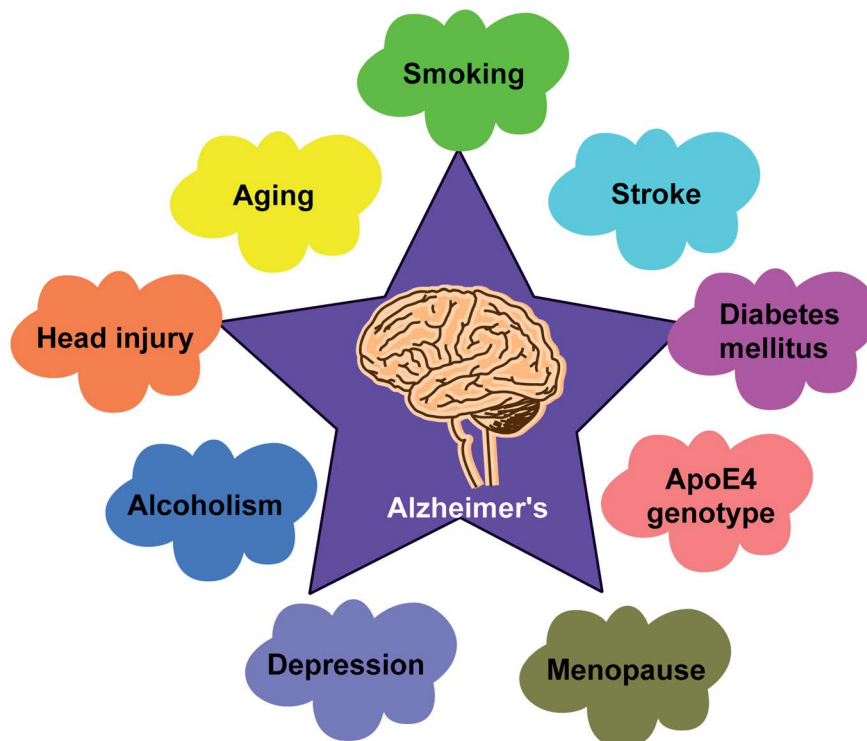 Smoking
Aging
Stroke
Head injury
Diabetes
mellitus
Alcoholism
ApoE4
genotype
Alzheimer's
Depression
Menopause